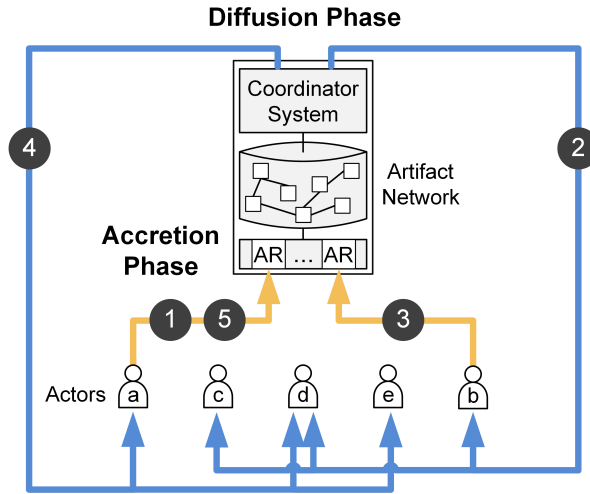 Diffusion Phase
Coordinator
System
4
2
Artifact
Network
Accretion
Phase
AR ... AR
1 5 3
Actors a c d e b